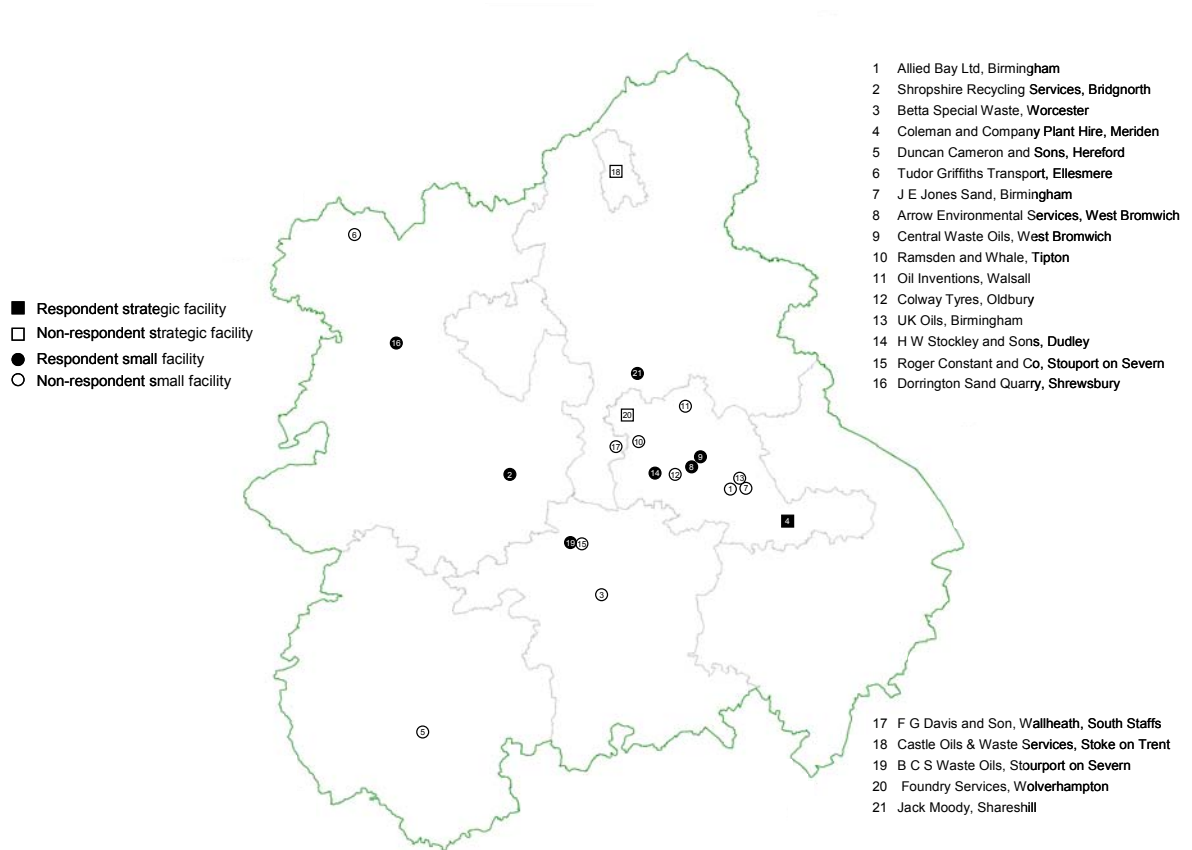 1 Allied Bay Ltd, Birmingham
2 Shropshire Recycling Services, Bridgnorth
3 Betta Special Waste, Worcester
4 Coleman and Company Plant Hire, Meriden
5 Duncan Cameron and Sons, Hereford
6 Tudor Griffiths Transport, Ellesmere
7 J E Jones Sand, Birmingham
8 Arrow Environmental Services, West Bromwich
9 Central Waste Oils, West Bromwich
10 Ramsden and Whale, Tipton
11 Oil Inventions, Walsall
12 Colway Tyres, Oldbury
13 UK Oils, Birmingham
14 H W Stockley and Sons, Dudley
15 Roger Constant and Co, Stouport on Severn
16 Dorrington Sand Quarry, Shrewsbury
Respondent strategic facility
Non-respondent strategic facility
Respondent small facility
Non-respondent small facility
18
6
16
21
11
20
10
17
9
8
14
12
2
13
1
7
4
19
15
3
5
17 F G Davis and Son, Wallheath, South Staffs
18 Castle Oils & Waste Services, Stoke on Trent
19 B C S Waste Oils, Stourport on Severn
20 Foundry Services, Wolverhampton
21 Jack Moody, Shareshill